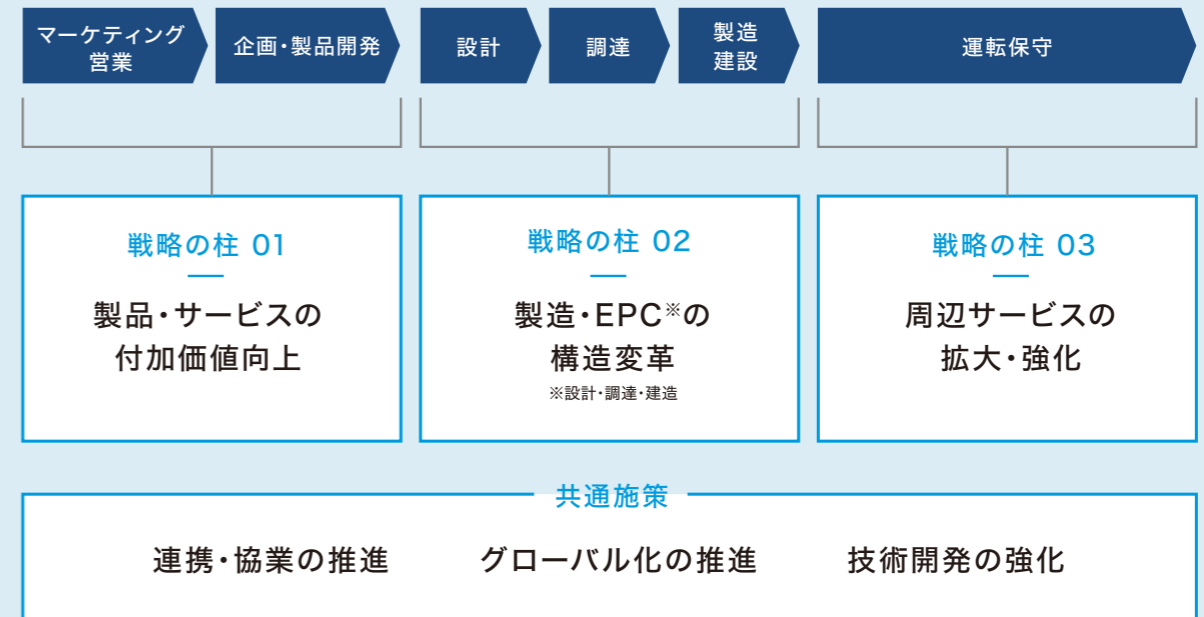 マーケティング
営業
企画・製品開発
設計
調達
製造
建設
運転保守
戦略の柱 01
製品・サービスの
付加価値向上
戦略の柱 02
製造・EPC※の
構造変革
※設計・調達・建造
戦略の柱 03
周辺サービスの
拡大・強化
共通施策
連携・協業の推進
グローバル化の推進
技術開発の強化